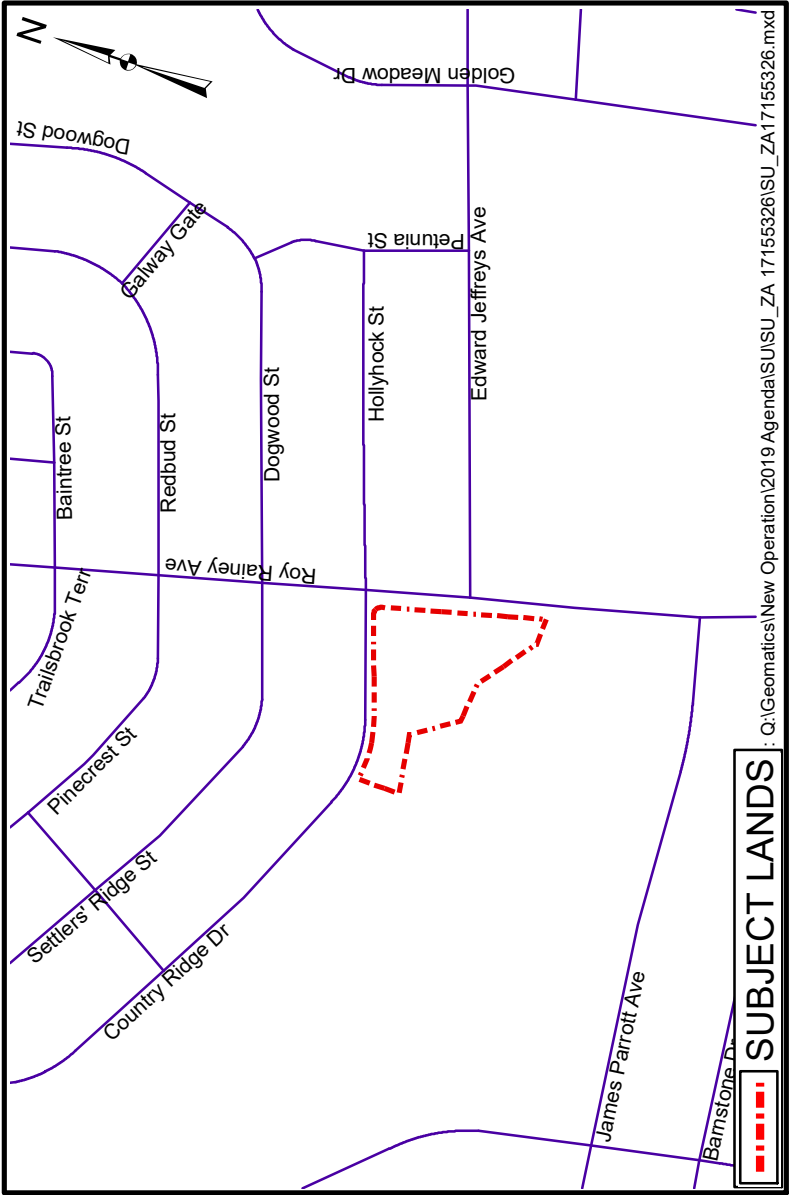 N
Dogwood St
Golden Meadow Dr
Galway Gate
Petunia St
Edward Jeffreys Ave
Hollyhock St
Dogwood St
Redbud St
Baintree St
Roy Rainey Ave
Trailsbrook Terr
Pinecrest St
Settlers' Ridge St
Country Ridge Dr
James Parrott Ave
Barnstone Dr
SUBJECT LANDS
: Q:\Geomatics\New Operation\2019 Agenda\SU\SU_ZA 17155326\SU_ZA17155326.mxd